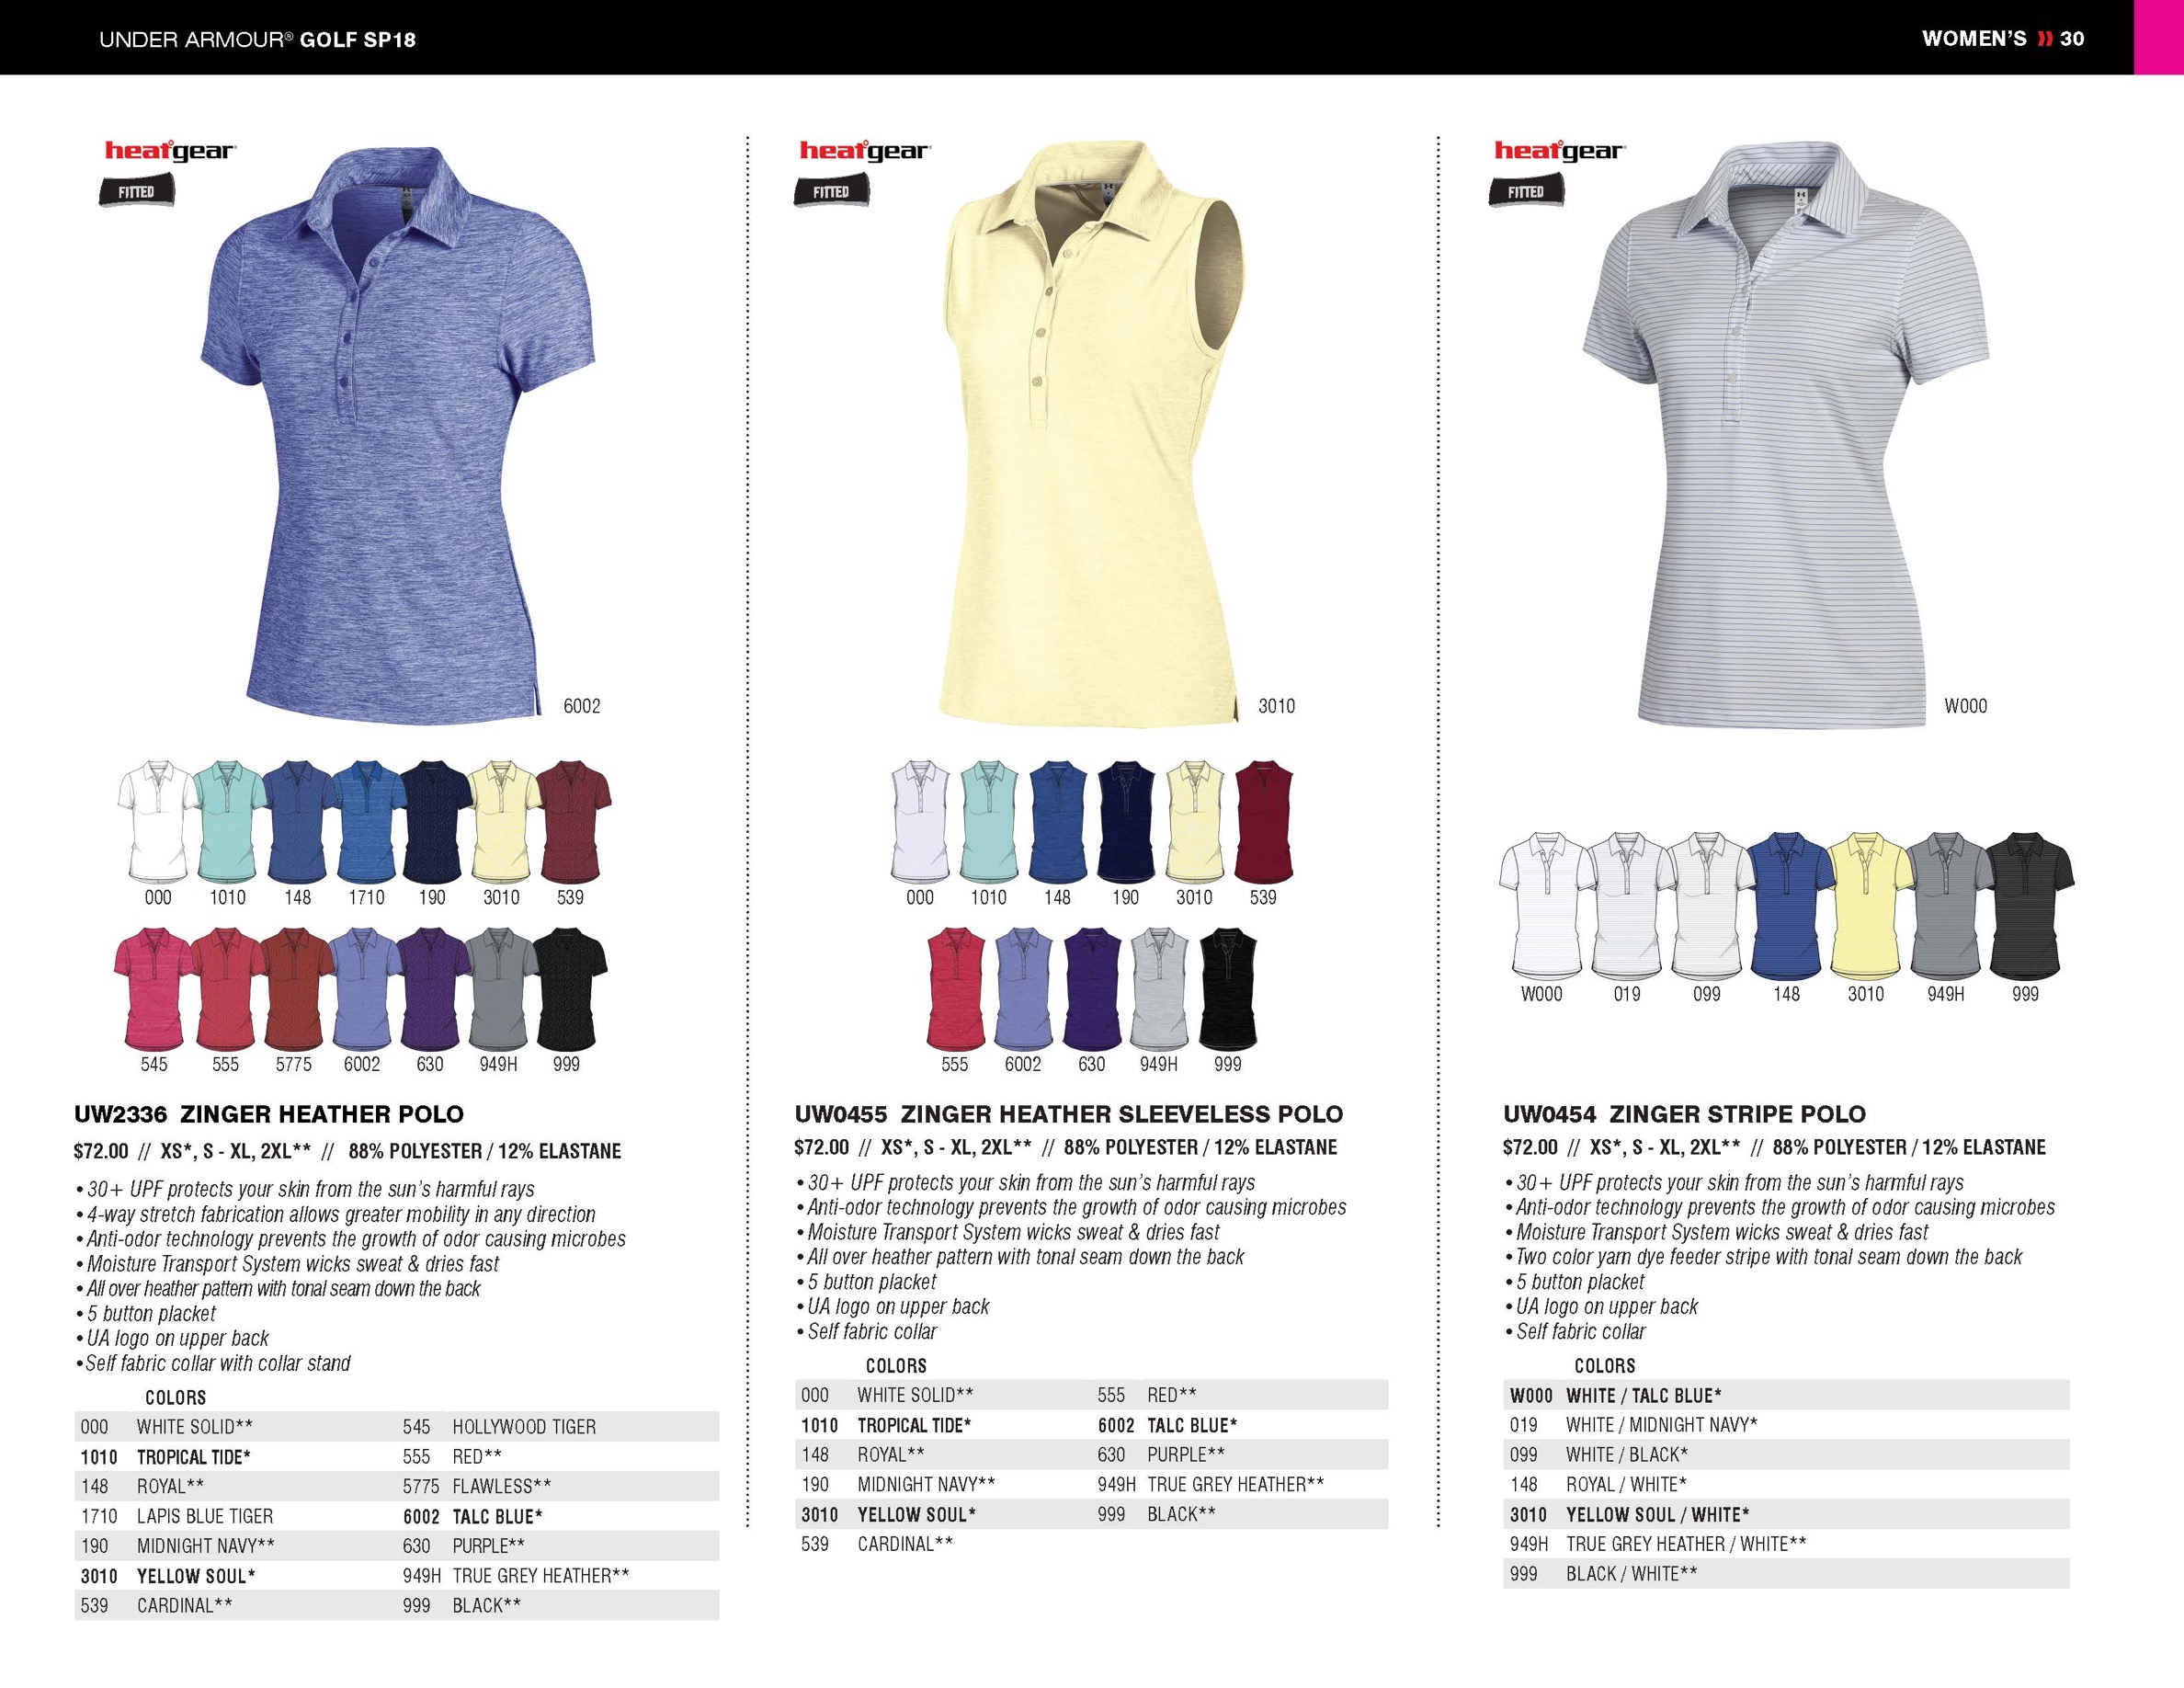 UNDER ARMOUR® GOLF SP18
WOMEN'S 30
heatgear
FITTED
6002
000 1010 148 1710 190 3010 539
545 555 5775 6002 630 949H 999
UW2336 ZINGER HEATHER POLO
$72.00 // XS*, S - XL, 2XL** // 88% POLYESTER / 12% ELASTANE
• 30+ UPF protects your skin from the sun's harmful rays
• 4-way stretch fabrication allows greater mobility in any direction
• Anti-odor technology prevents the growth of odor causing microbes
• Moisture Transport System wicks sweat & dries fast
• All over heather pattern with tonal seam down the back
• 5 button placket
• UA logo on upper back
• Self fabric collar with collar stand
COLORS
000 WHITE SOLID** 545 HOLLYWOOD TIGER
1010 TROPICAL TIDE* 555 RED**
148 ROYAL** 5775 FLAWLESS**
1710 LAPIS BLUE TIGER 6002 TALC BLUE*
190 MIDNIGHT NAVY** 630 PURPLE**
3010 YELLOW SOUL* 949H TRUE GREY HEATHER**
539 CARDINAL** 999 BLACK**
heatgear
FITTED
3010
000 1010 148 190 3010 539
555 6002 630 949H 999
UW0455 ZINGER HEATHER SLEEVELESS POLO
$72.00 // XS*, S - XL, 2XL** // 88% POLYESTER / 12% ELASTANE
• 30+ UPF protects your skin from the sun's harmful rays
• Anti-odor technology prevents the growth of odor causing microbes
• Moisture Transport System wicks sweat & dries fast
• All over heather pattern with tonal seam down the back
• 5 button placket
• UA logo on upper back
• Self fabric collar
COLORS
000 WHITE SOLID** 555 RED**
1010 TROPICAL TIDE* 6002 TALC BLUE*
148 ROYAL** 630 PURPLE**
190 MIDNIGHT NAVY** 949H TRUE GREY HEATHER**
3010 YELLOW SOUL* 999 BLACK**
539 CARDINAL**
heatgear
FITTED
W000
W000 019 099 148 3010 949H 999
UW0454 ZINGER STRIPE POLO
$72.00 // XS*, S - XL, 2XL** // 88% POLYESTER / 12% ELASTANE
• 30+ UPF protects your skin from the sun's harmful rays
• Anti-odor technology prevents the growth of odor causing microbes
• Moisture Transport System wicks sweat & dries fast
• Two color yarn dye feeder stripe with tonal seam down the back
• 5 button placket
• UA logo on upper back
• Self fabric collar
COLORS
W000 WHITE / TALC BLUE*
019 WHITE / MIDNIGHT NAVY*
099 WHITE / BLACK*
148 ROYAL / WHITE*
3010 YELLOW SOUL / WHITE*
949H TRUE GREY HEATHER / WHITE**
999 BLACK / WHITE**